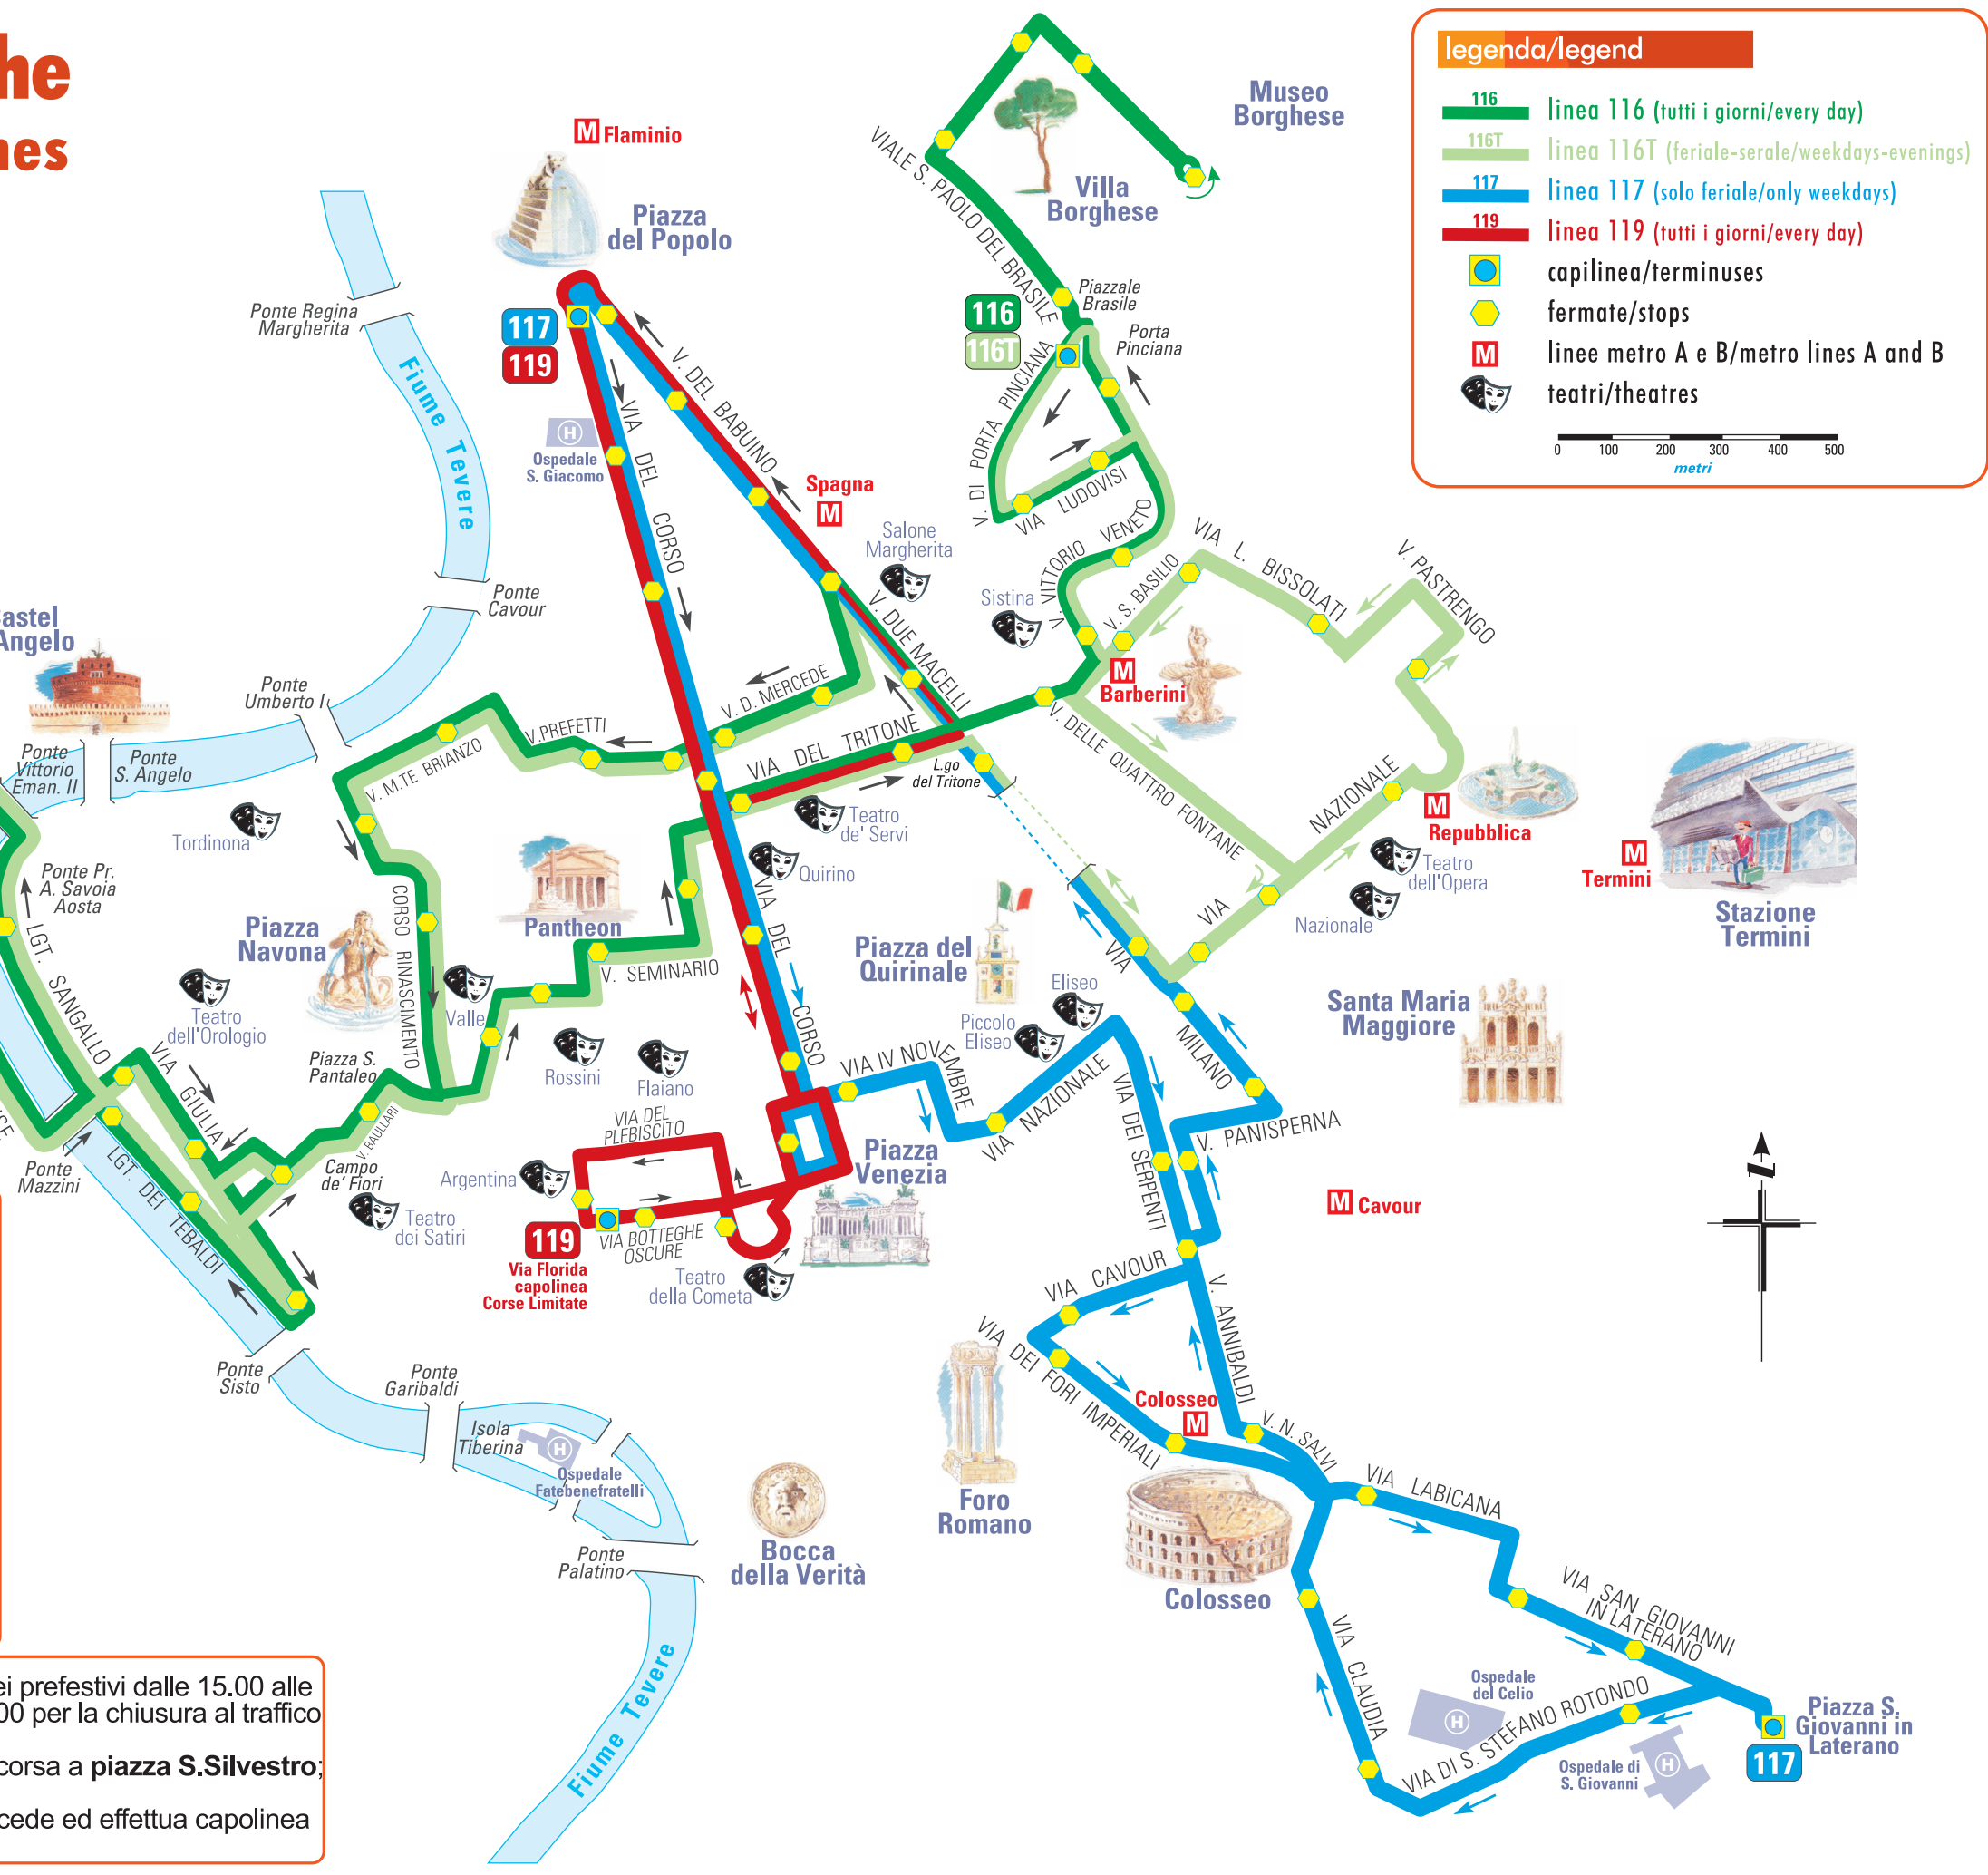 he
nes
legenda/legend
116 linea 116 (tutti i giorni/every day)
116T linea 116T (feriale-serale/weekdays-evenings)
117 linea 117 (solo feriale/only weekdays)
119 linea 119 (tutti i giorni/every day)
capilinea/terminuses
fermate/stops
M linee metro A e B/metro lines A and B
teatri/theatres
0 100 200 300 400 500
metri
Museo
Borghese
M Flaminio
Piazza
del Popolo
Villa
Borghese
VIALE S. PAOLO DEL BRASILE
Piazzale
Brasile
Porta
Pinciana
116
116T
117
119
Ponte Regina
Margherita
Fiume Tevere
V. DEL BABUINO
VIA DEL CORSO
H
Ospedale
S. Giacomo
V. DI PORTA PINCIANA
VIA LUDOVISI
Spagna
M
Salone
Margherita
V. VITTORIO VENETO
Sistina
V. S. BASILIO
VIA L. BISSOLATI
V. PASTRENGO
Ponte
Cavour
astel
Angelo
Ponte
Umberto I
Ponte
Vittorio
Eman. II
Ponte
S. Angelo
V. DUE MACELLI
M
Barberini
V. D. MERCEDE
V.PREFETTI
V. M.TE BRIANZO
VIA DEL TRITONE
L.go
del Tritone
V. DELLE QUATTRO FONTANE
VIA NAZIONALE
M
Repubblica
M
Termini
Stazione
Termini
Teatro
dell'Opera
Nazionale
Teatro
de' Servi
Quirino
Tordinona
Ponte Pr.
A. Savoia
Aosta
LGT. SANGALLO
Piazza
Navona
CORSO RINASCIMENTO
Pantheon
V. SEMINARIO
VIA DEL CORSO
Piazza del
Quirinale
Eliseo
Piccolo
Eliseo
VIA MILANO
Santa Maria
Maggiore
Teatro
dell'Orologio
Valle
Rossini
Flaiano
Piazza S.
Pantaleo
VIA GIULIA
V. BAULLARI
Campo
de' Fiori
Teatro
dei Satiri
Ponte
Mazzini
LGT. DEI TEBALDI
VIA IV NOVEMBRE
VIA NAZIONALE
VIA DEI SERPENTI
V. PANISPERNA
VIA DEL
PLEBISCITO
Piazza
Venezia
Argentina
119
Via Florida
capolinea
Corse Limitate
VIA BOTTEGHE
OSCURE
Teatro
della Cometa
M Cavour
VIA CAVOUR
V. ANNIBALDI
VIA DEI FORI IMPERIALI
Colosseo
M
V. N. SALVI
Foro
Romano
Colosseo
VIA LABICANA
VIA SAN GIOVANNI
IN LATERANO
VIA CLAUDIA
VIA DI S. STEFANO ROTONDO
Ospedale
del Celio
H
Ospedale di
S. Giovanni
H
Piazza S.
Giovanni in
Laterano
117
Ponte
Sisto
Ponte
Garibaldi
Isola
Tiberina
H
Ospedale
Fatebenefratelli
Ponte
Palatino
Bocca
della Verità
Fiume Tevere
ei prefestivi dalle 15.00 alle
00 per la chiusura al traffico
corsa a piazza S.Silvestro;
cede ed effettua capolinea